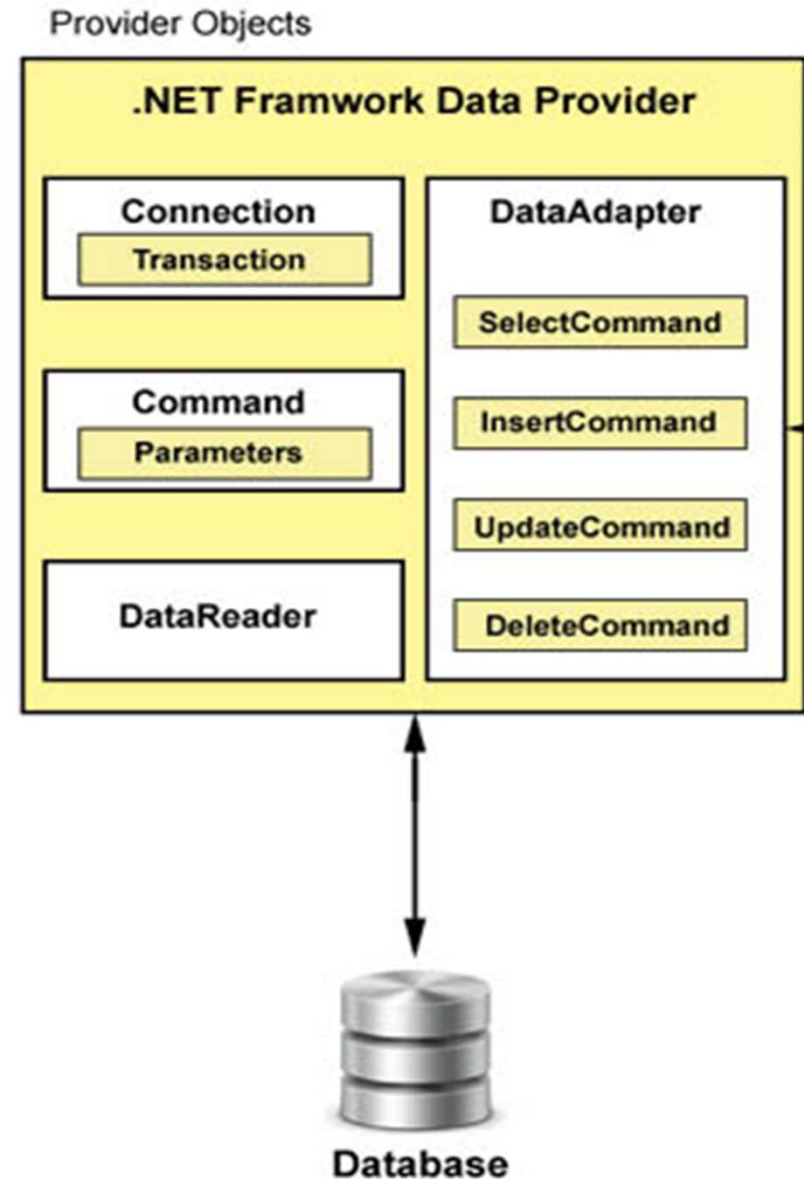 Provider Objects
.NET Framwork Data Provider
Connection
Transaction
Command
Parameters
DataReader
DataAdapter
SelectCommand
InsertCommand
UpdateCommand
DeleteCommand
Database